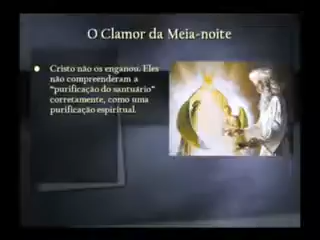 O Clamor da Meia-noite
Cristo não os enganou. Eles
não compreenderam a
"purificação do santuário"
corretamente, como uma
purificação espiritual.